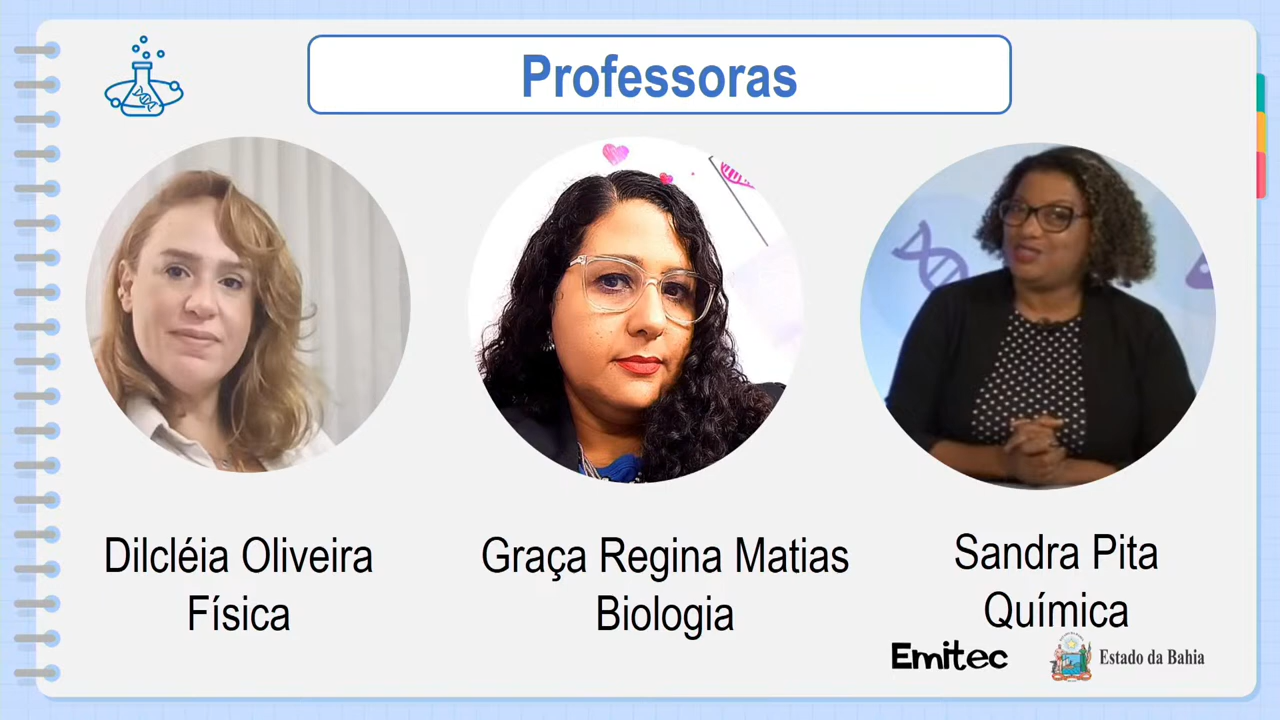 Professoras
Dilcléia Oliveira
Física
Graça Regina Matias
Biologia
Sandra Pita
Química
Emitec
Estado da Bahia